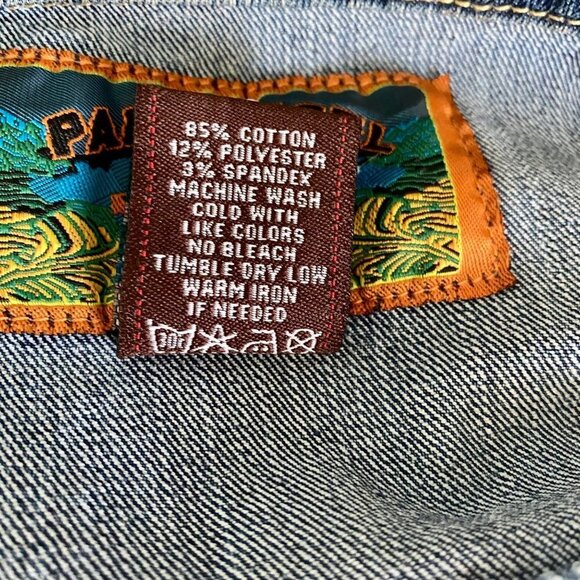 85% COTTON
12% POLYESTER
3% SPANDEX
MACHINE WASH
COLD WITH
LIKE COLORS
NO BLEACH
TUMBLE DRY LOW
WARM IRON
IF NEEDED